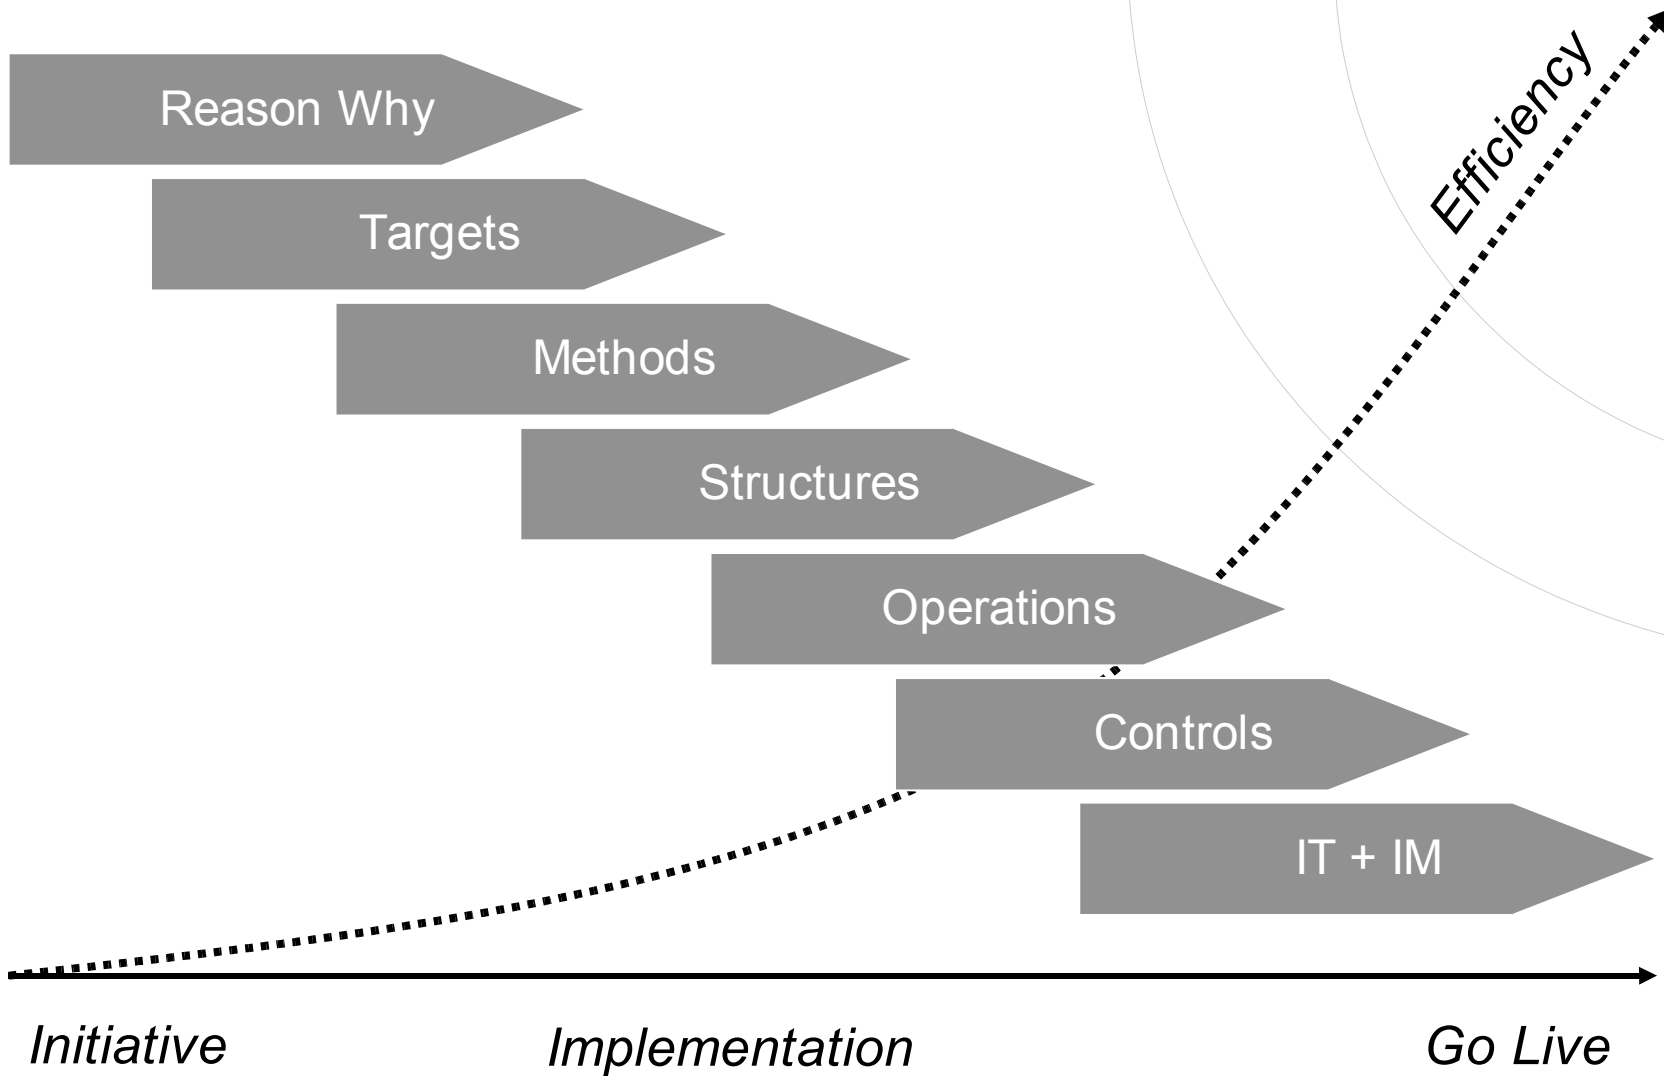 Reason Why
Targets
Methods
Structures
Operations
Controls
IT + IM
Efficiency
Initiative
Implementation
Go Live